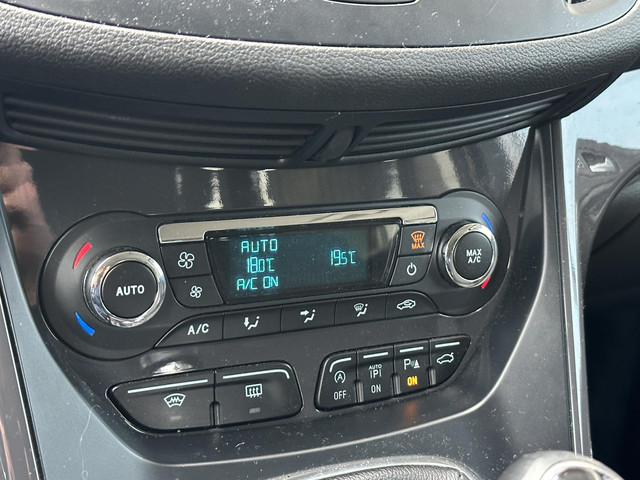 AUTO
18.0°C 19.5°C
A/C ON
MAX
AUTO
MAX
A/C
A/C
A
OFF
AUTO
P
ON
P
ON